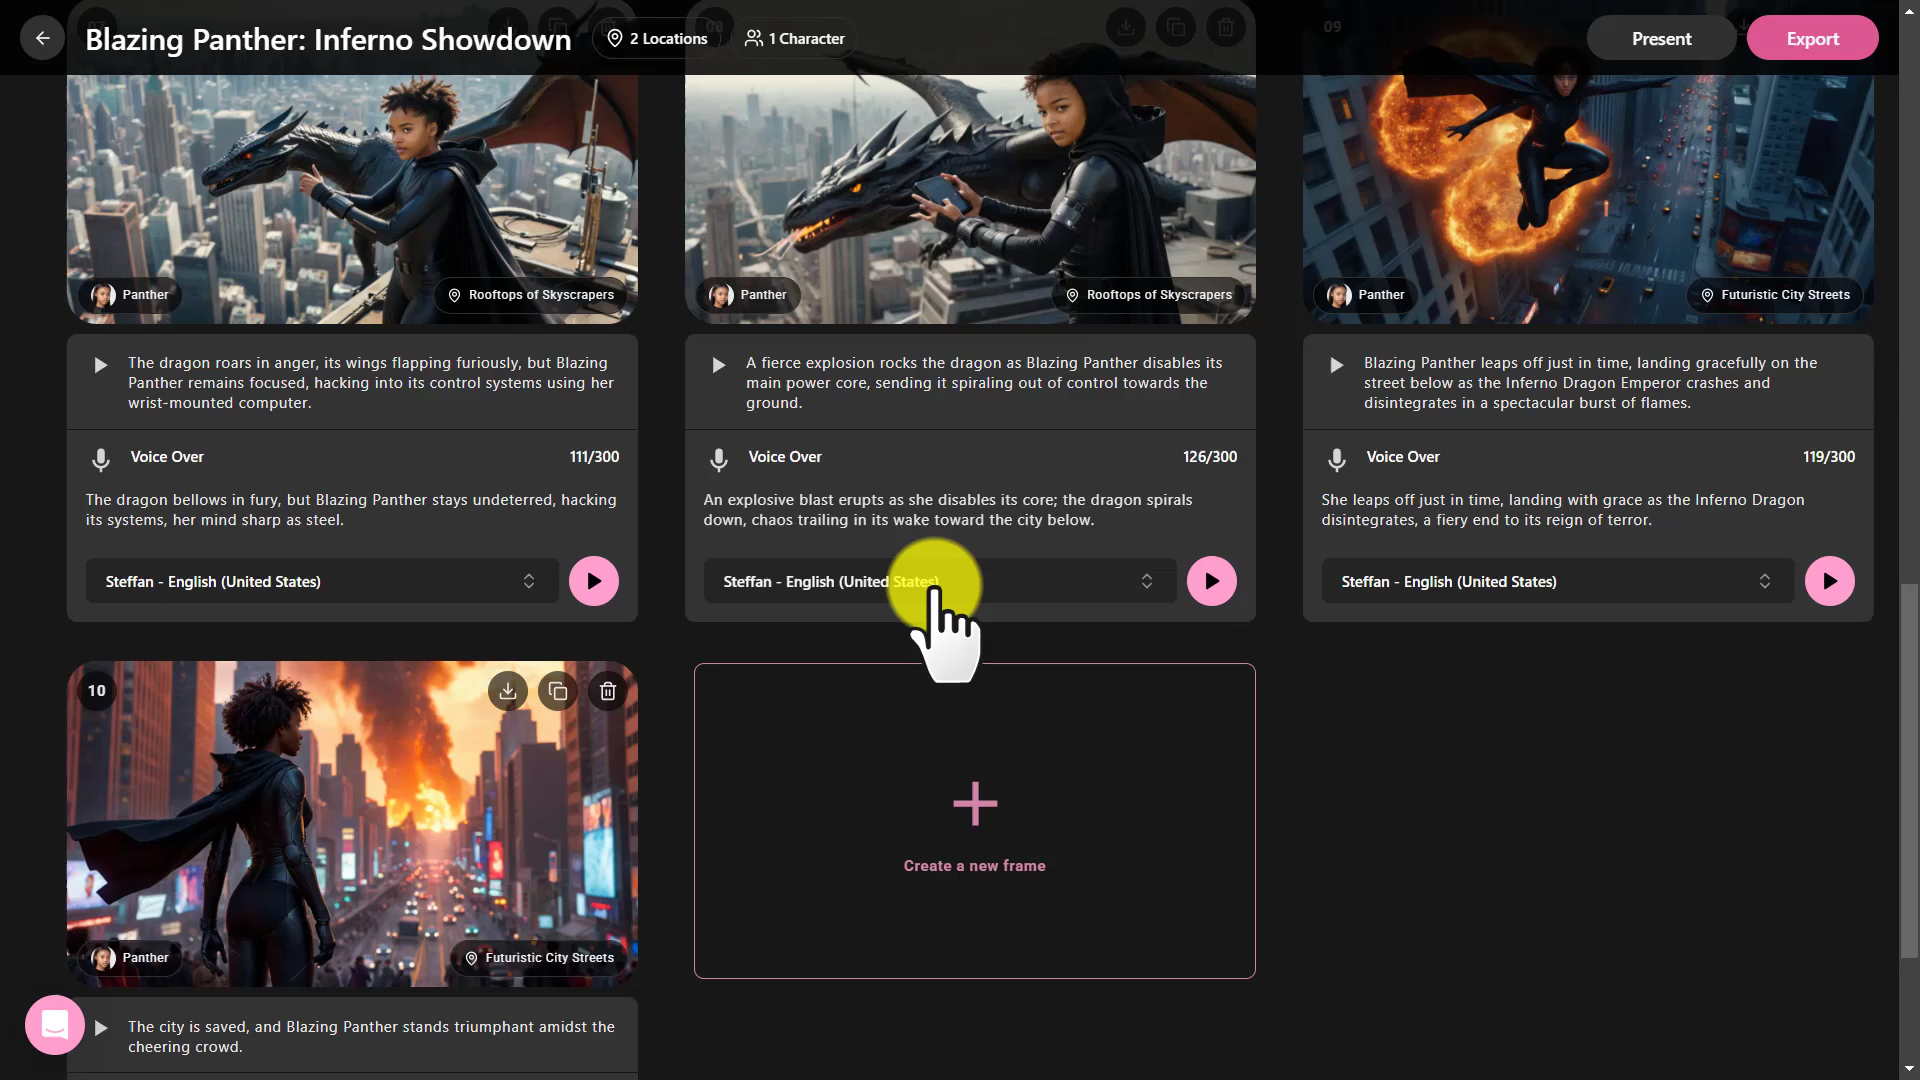 Blazing Panther: Inferno Showdown
2 Locations
1 Character
Present
Export
09
Panther
Rooftops of Skyscrapers
Panther
Rooftops of Skyscrapers
Panther
Futuristic City Streets
The dragon roars in anger, its wings flapping furiously, but Blazing
Panther remains focused, hacking into its control systems using her
wrist-mounted computer.
A fierce explosion rocks the dragon as Blazing Panther disables its
main power core, sending it spiraling out of control towards the
ground.
Blazing Panther leaps off just in time, landing gracefully on the
street below as the Inferno Dragon Emperor crashes and
disintegrates in a spectacular burst of flames.
Voice Over
111/300
Voice Over
126/300
Voice Over
119/300
The dragon bellows in fury, but Blazing Panther stays undeterred, hacking
its systems, her mind sharp as steel.
An explosive blast erupts as she disables its core; the dragon spirals
down, chaos trailing in its wake toward the city below.
She leaps off just in time, landing with grace as the Inferno Dragon
disintegrates, a fiery end to its reign of terror.
Steffan - English (United States)
Steffan - English (United States)
Steffan - English (United States)
10
Panther
Futuristic City Streets
Create a new frame
The city is saved, and Blazing Panther stands triumphant amidst the
cheering crowd.